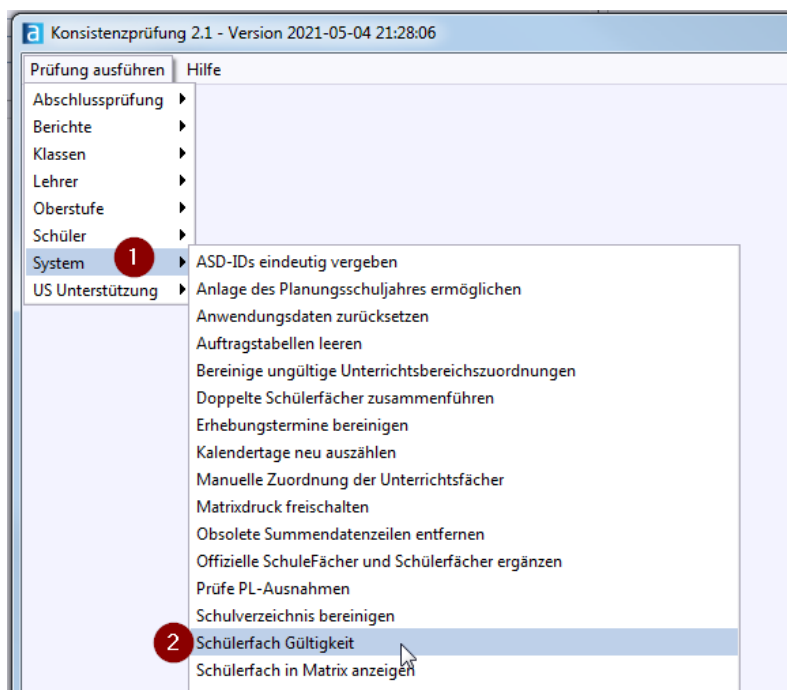 a Konsistenzprüfung 2.1 - Version 2021-05-04 21:28:06
Prüfung ausführen Hilfe
Abschlussprüfung
Berichte
Klassen
Lehrer
Oberstufe
Schüler
System 1
US Unterstützung
ASD-IDs eindeutig vergeben
Anlage des Planungsschuljahres ermöglichen
Anwendungsdaten zurücksetzen
Auftragstabellen leeren
Bereinige ungültige Unterrichtsbereichszuordnungen
Doppelte Schülerfächer zusammenführen
Erhebungstermine bereinigen
Kalendertage neu auszählen
Manuelle Zuordnung der Unterrichtsfächer
Matrixdruck freischalten
Obsolete Summendatenzeilen entfernen
Offizielle SchuleFächer und Schülerfächer ergänzen
Prüfe PL-Ausnahmen
Schulverzeichnis bereinigen
2 Schülerfach Gültigkeit
Schülerfach in Matrix anzeigen